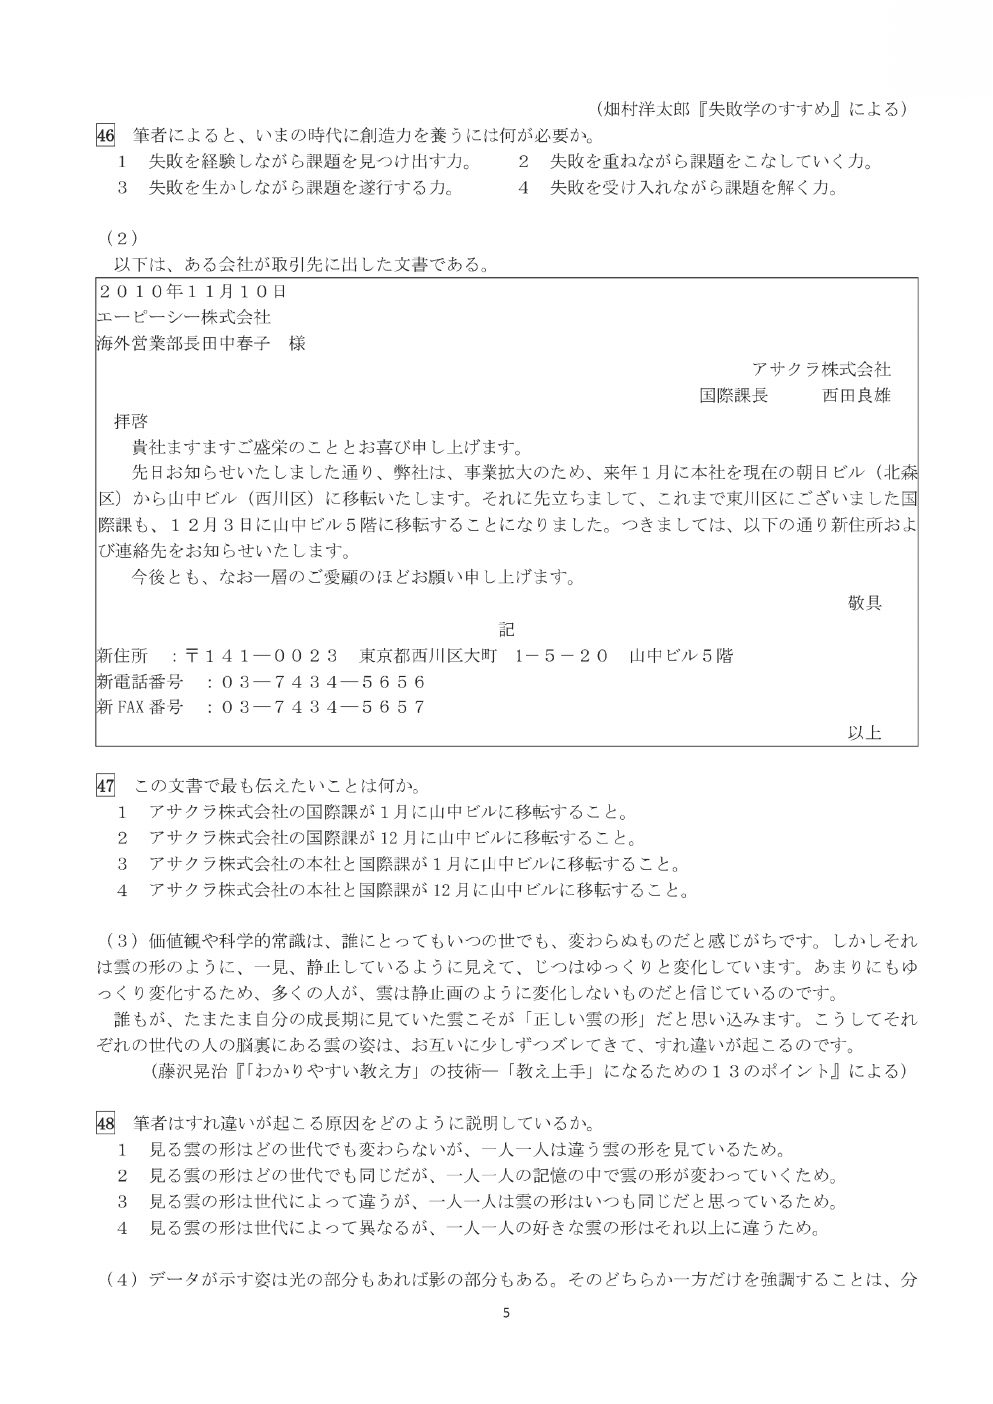 （畑村洋太郎『失敗学のすすめ』による）
46　筆者によると、いまの時代に創造力を養うには何が必要か。
1　失敗を経験しながら課題を見つけ出す力。　　2　失敗を重ねながら課題をこなしていく力。
3　失敗を生かしながら課題を遂行する力。　　4　失敗を受け入れながら課題を解く力。
（２）
以下は、ある会社が取引先に出した文書である。
２０１０年１１月１０日
エーピーシー株式会社
海外営業部長田中春子　様
アサクラ株式会社
国際課長　　　西田良雄
拝啓
貴社ますますご盛栄のこととお喜び申し上げます。
先日お知らせいたしました通り、弊社は、事業拡大のため、来年１月に本社を現在の朝日ビル（北森
区）から山中ビル（西川区）に移転いたします。それに先立ちまして、これまで東川区にございました国
際課も、１２月３日に山中ビル５階に移転することになりました。つきましては、以下の通り新住所およ
び連絡先をお知らせいたします。
今後とも、なお一層のご愛顧のほどお願い申し上げます。
敬具
記
新住所　：〒１４１―００２３　東京都西川区大町　1－５－２０　山中ビル５階
新電話番号　：０３―７４３４―５６５６
新 FAX 番号　：０３―７４３４―５６５７
以上
47　この文書で最も伝えたいことは何か。
1　アサクラ株式会社の国際課が１月に山中ビルに移転すること。
2　アサクラ株式会社の国際課が 12 月に山中ビルに移転すること。
3　アサクラ株式会社の本社と国際課が１月に山中ビルに移転すること。
4　アサクラ株式会社の本社と国際課が 12 月に山中ビルに移転すること。
（３）価値観や科学的常識は、誰にとってもいつの世でも、変わらぬものだと感じがちです。しかしそれ
は雲の形のように、一見、静止しているように見えて、じつはゆっくりと変化しています。あまりにもゆ
っくり変化するため、多くの人が、雲は静止画のように変化しないものだと信じているのです。
誰もが、たまたま自分の成長期に見ていた雲こそが「正しい雲の形」だと思い込みます。こうしてそれ
ぞれの世代の人の脳裏にある雲の姿は、お互いに少しずつズレてきて、すれ違いが起こるのです。
（藤沢晃治『「わかりやすい教え方」の技術―「教え上手」になるための１３のポイント』による）
48　筆者はすれ違いが起こる原因をどのように説明しているか。
1　見る雲の形はどの世代でも変わらないが、一人一人は違う雲の形を見ているため。
2　見る雲の形はどの世代でも同じだが、一人一人の記憶の中で雲の形が変わっていくため。
3　見る雲の形は世代によって違うが、一人一人は雲の形はいつも同じだと思っているため。
4　見る雲の形は世代によって異なるが、一人一人の好きな雲の形はそれ以上に違うため。
（４）データが示す姿は光の部分もあれば影の部分もある。そのどちらか一方だけを強調することは、分
5